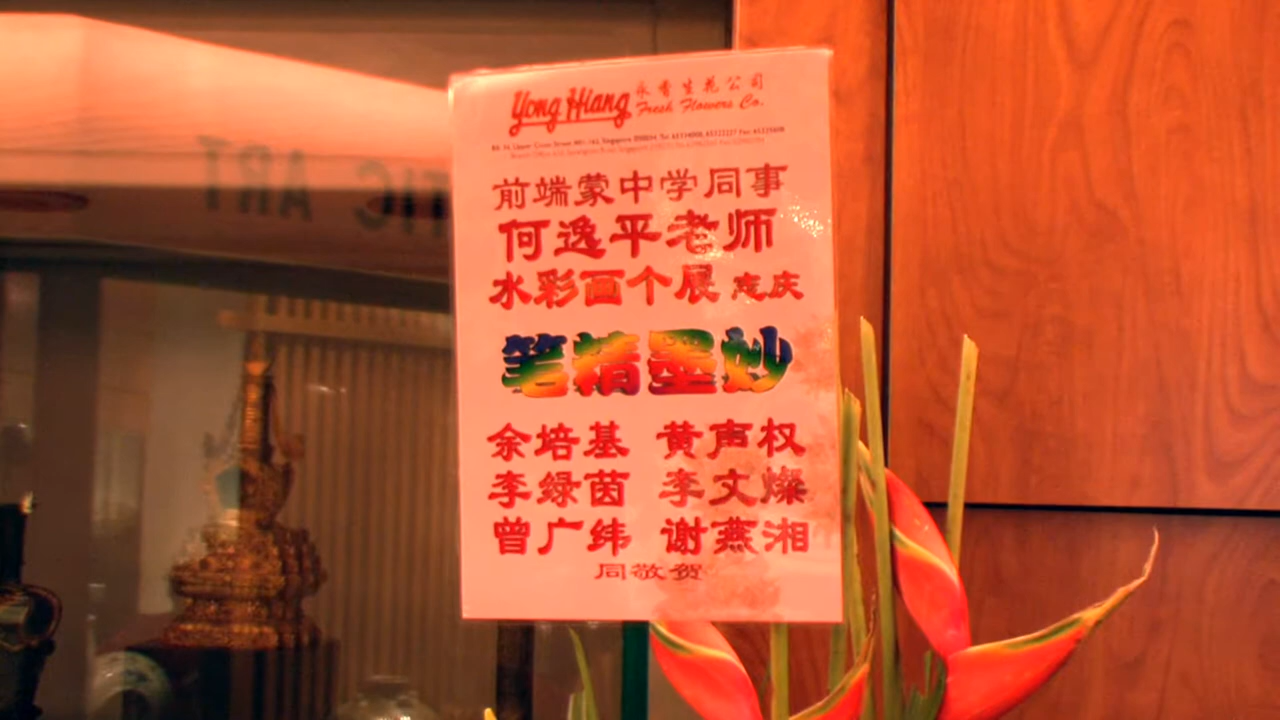 Yong Hiang 永香生花公司
Fresh Flowers Co.
前端蒙中学同事
何逸平老师
水彩画个展 志庆
笔精墨妙
余培基 黄声权
李绿茵 李文燦
曾广纬 谢燕湘
同敬贺
TIC ART